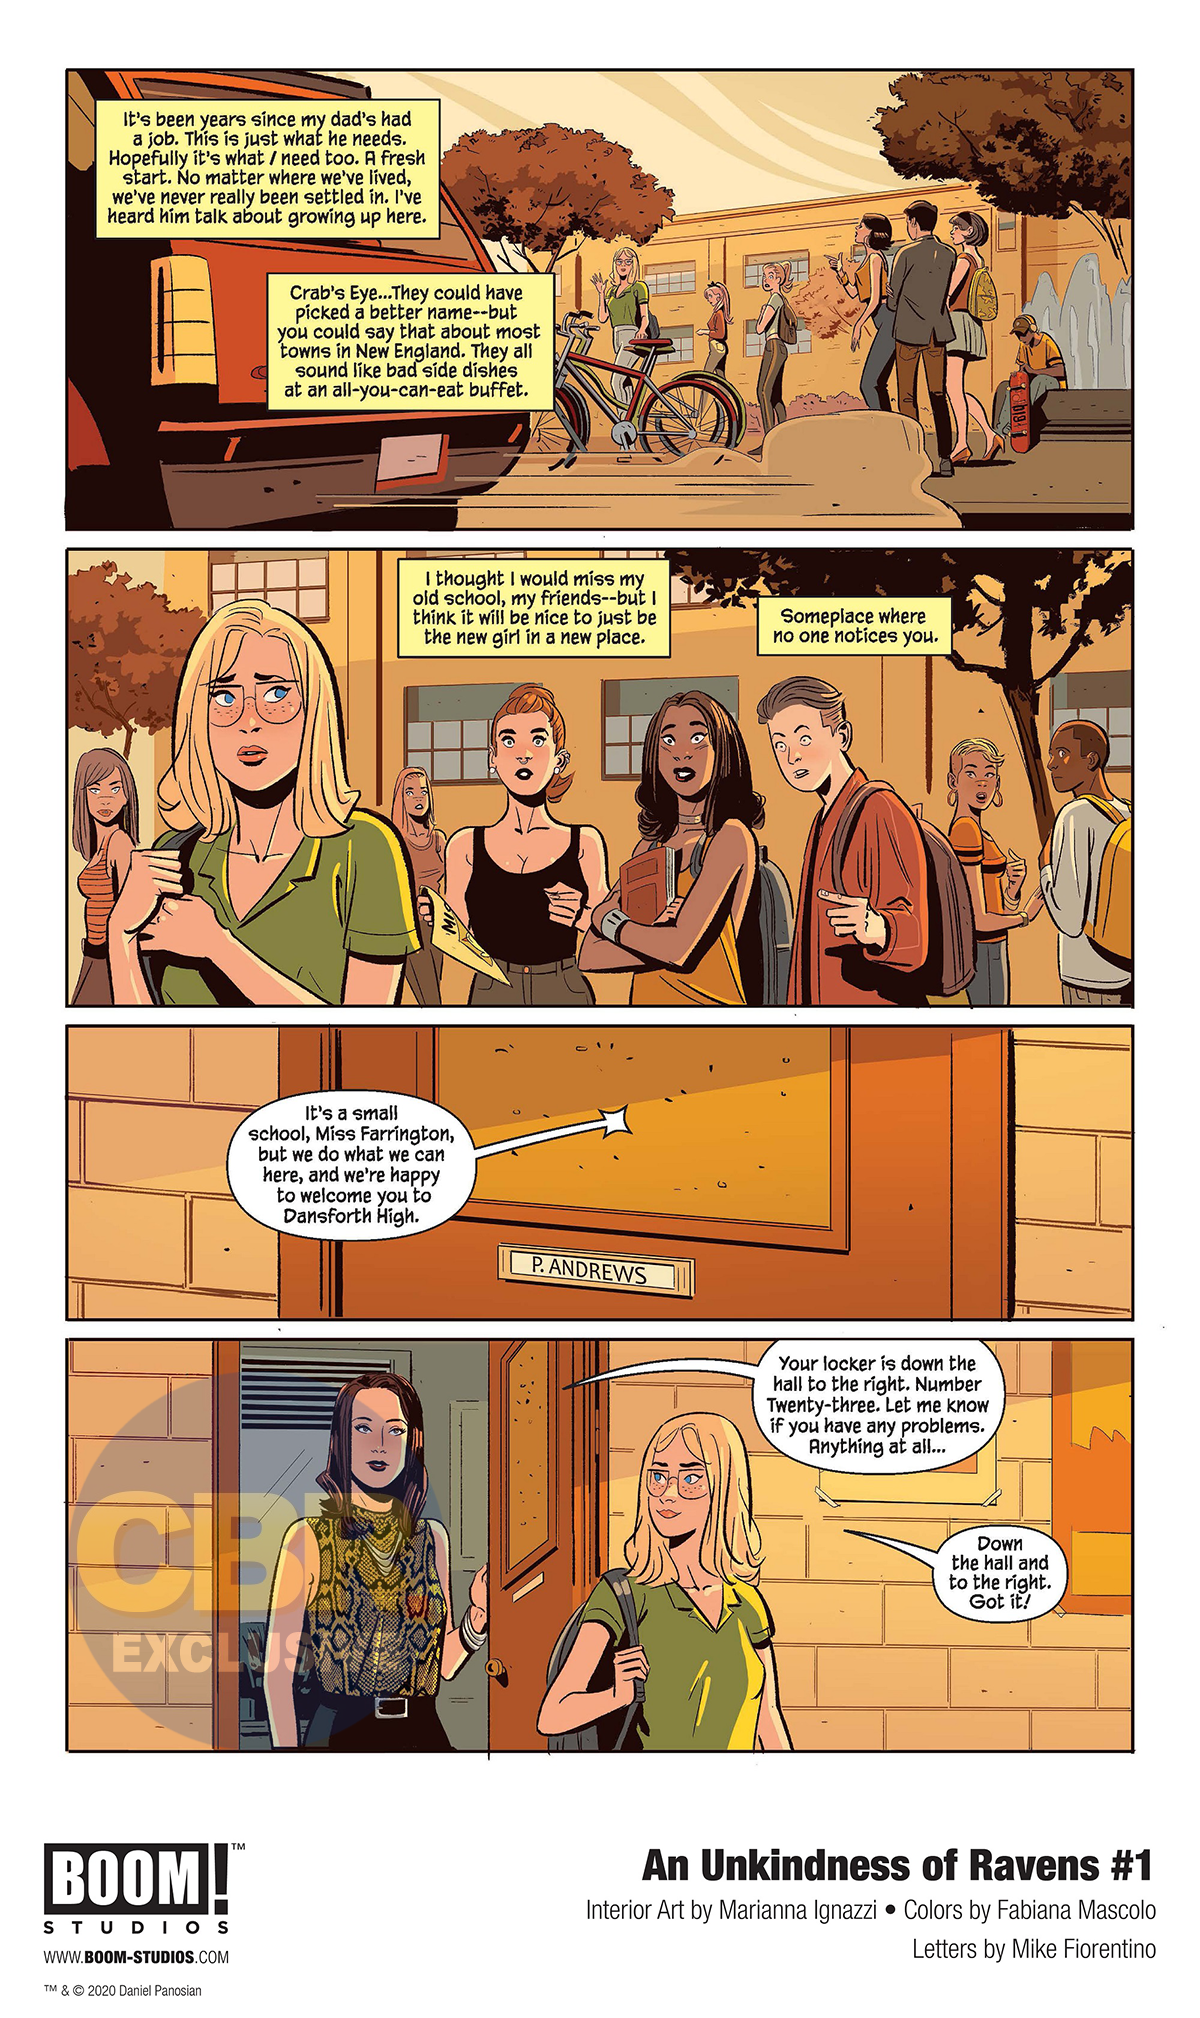 It's been years since my dad's had
a job. This is just what he needs.
Hopefully it's what I need too. A fresh
start. No matter where we've lived,
we've never really been settled in. I've
heard him talk about growing up here.
Crab's Eye...They could have
picked a better name--but
you could say that about most
towns in New England. They all
sound like bad side dishes
at an all-you-can-eat buffet.
I thought I would miss my
old school, my friends--but I
think it will be nice to just be
the new girl in a new place.
Someplace where
no one notices you.
It's a small
school, Miss Farrington,
but we do what we can
here, and we're happy
to welcome you to
Dansforth High.
P. ANDREWS
Your locker is down the
hall to the right. Number
Twenty-three. Let me know
if you have any problems.
Anything at all...
Down
the hall and
to the right.
Got it!
BOOM!™
STUDIOS
WWW.BOOM-STUDIOS.COM
™ & © 2020 Daniel Panosian
An Unkindness of Ravens #1
Interior Art by Marianna Ignazzi • Colors by Fabiana Mascolo
Letters by Mike Fiorentino